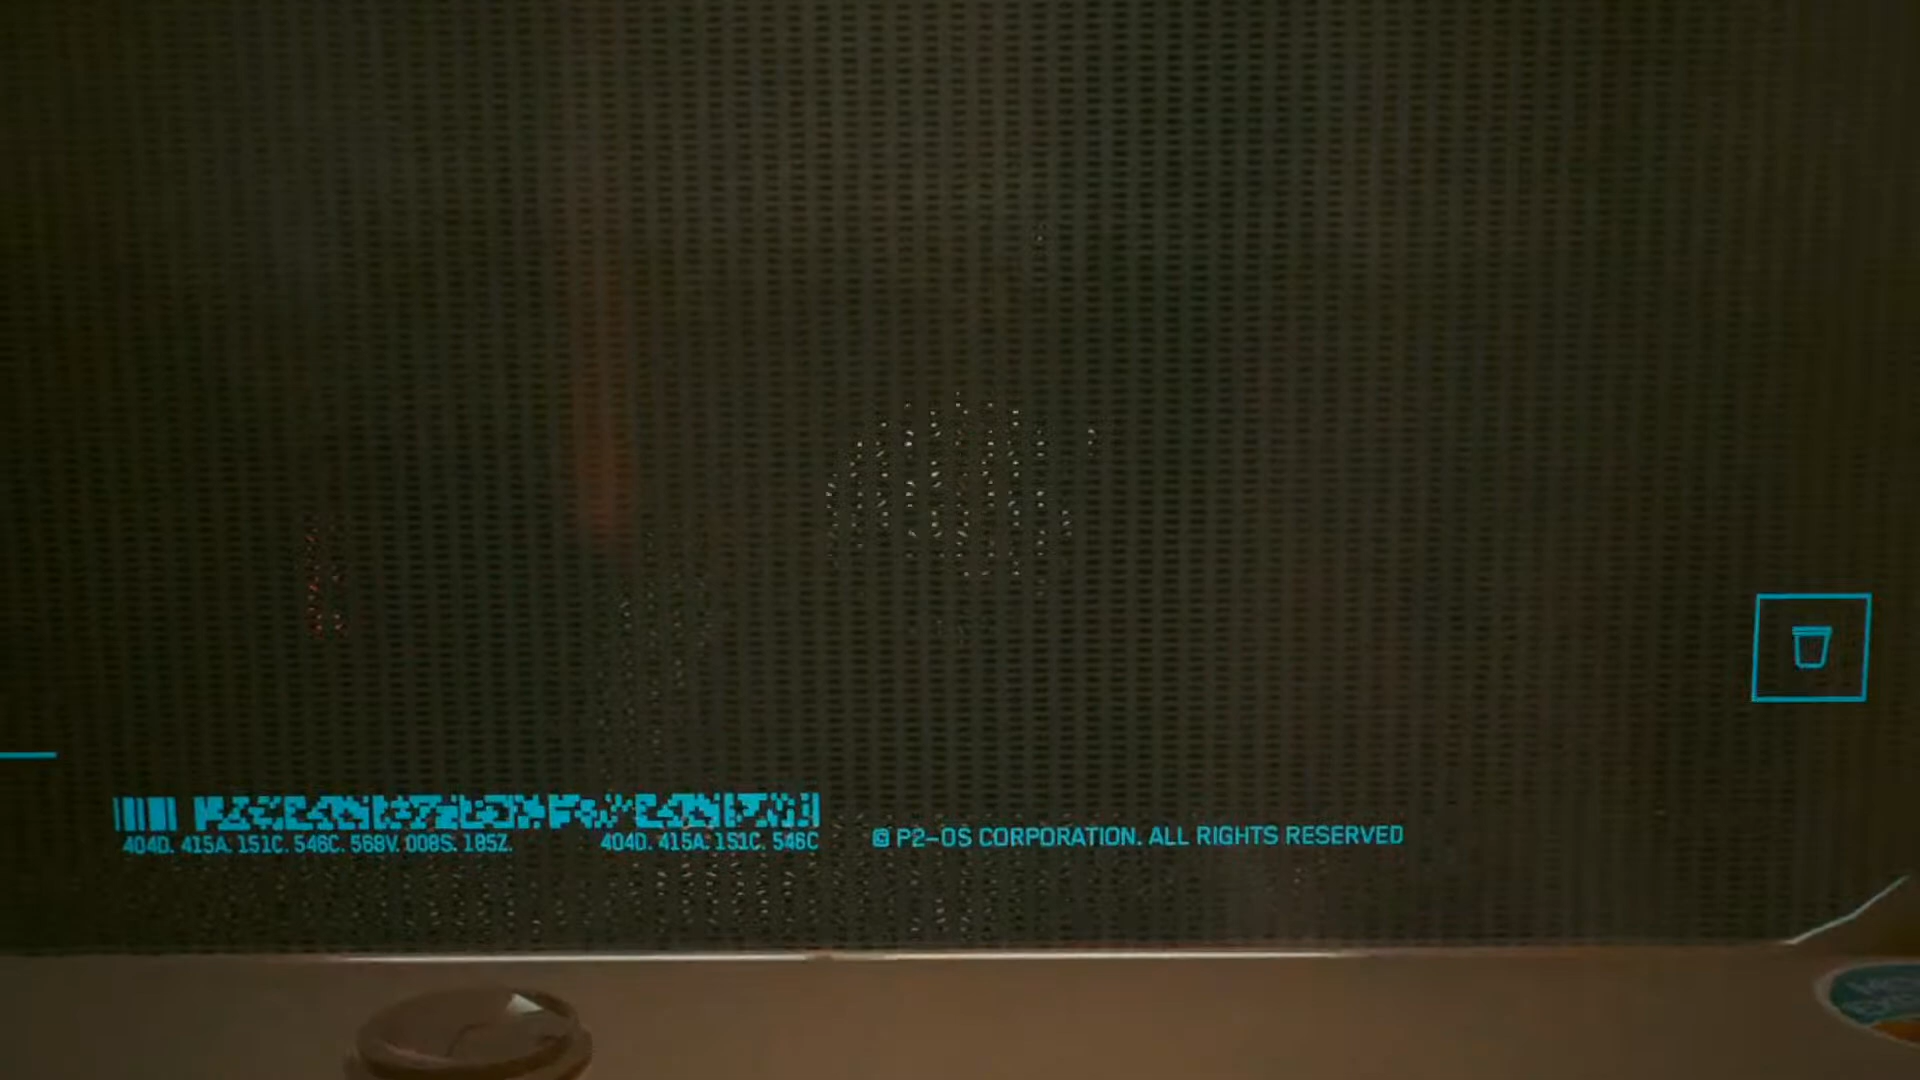 404D. 415A. 151C. 546C. 568V. 008S. 185Z.
404D. 415A. 151C. 546C
© P2-OS CORPORATION. ALL RIGHTS RESERVED